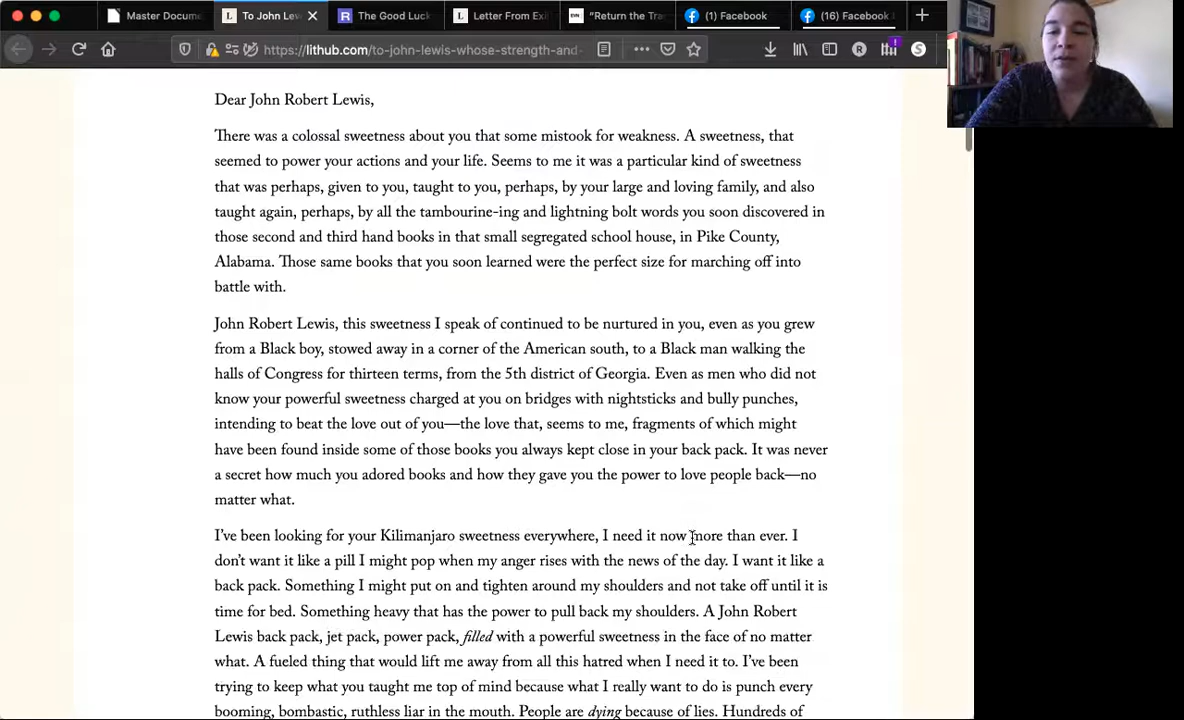 Master Docume
To John Lew
The Good Luck
Letter From Exil
"Return the Tra
(1) Facebook
(16) Facebook
https://lithub.com/to-john-lewis-whose-strength-and-
Dear John Robert Lewis,
There was a colossal sweetness about you that some mistook for weakness. A sweetness, that
seemed to power your actions and your life. Seems to me it was a particular kind of sweetness
that was perhaps, given to you, taught to you, perhaps, by your large and loving family, and also
taught again, perhaps, by all the tambourine-ing and lightning bolt words you soon discovered in
those second and third hand books in that small segregated school house, in Pike County,
Alabama. Those same books that you soon learned were the perfect size for marching off into
battle with.
John Robert Lewis, this sweetness I speak of continued to be nurtured in you, even as you grew
from a Black boy, stowed away in a corner of the American south, to a Black man walking the
halls of Congress for thirteen terms, from the 5th district of Georgia. Even as men who did not
know your powerful sweetness charged at you on bridges with nightsticks and bully punches,
intending to beat the love out of you—the love that, seems to me, fragments of which might
have been found inside some of those books you always kept close in your back pack. It was never
a secret how much you adored books and how they gave you the power to love people back—no
matter what.
I've been looking for your Kilimanjaro sweetness everywhere, I need it now more than ever. I
don't want it like a pill I might pop when my anger rises with the news of the day. I want it like a
back pack. Something I might put on and tighten around my shoulders and not take off until it is
time for bed. Something heavy that has the power to pull back my shoulders. A John Robert
Lewis back pack, jet pack, power pack, filled with a powerful sweetness in the face of no matter
what. A fueled thing that would lift me away from all this hatred when I need it to. I've been
trying to keep what you taught me top of mind because what I really want to do is punch every
booming, bombastic, ruthless liar in the mouth. People are dying because of lies. Hundreds of